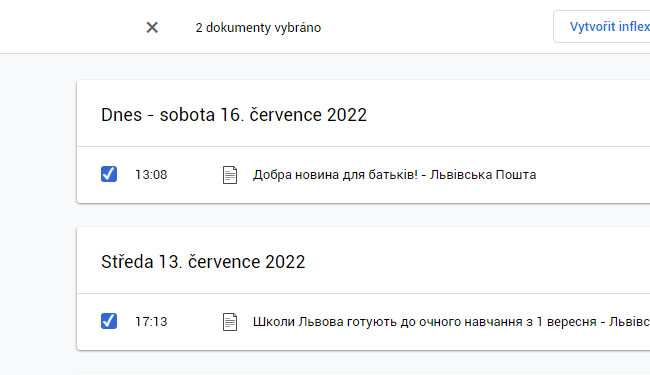 2 dokumenty vybráno
Vytvořit inflex
Dnes - sobota 16. července 2022
13:08 Добра новина для батьків! - Львівська Пошта
Středa 13. července 2022
17:13 Школи Львова готують до очного навчання з 1 вересня - Львівс